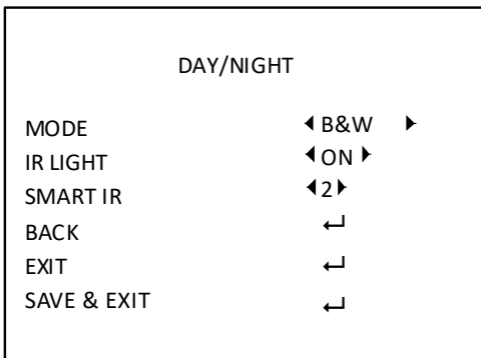 DAY/NIGHT
MODE ◀ B&W ▶
IR LIGHT ◀ ON ▶
SMART IR ◀ 2 ▶
BACK ↵
EXIT ↵
SAVE & EXIT ↵